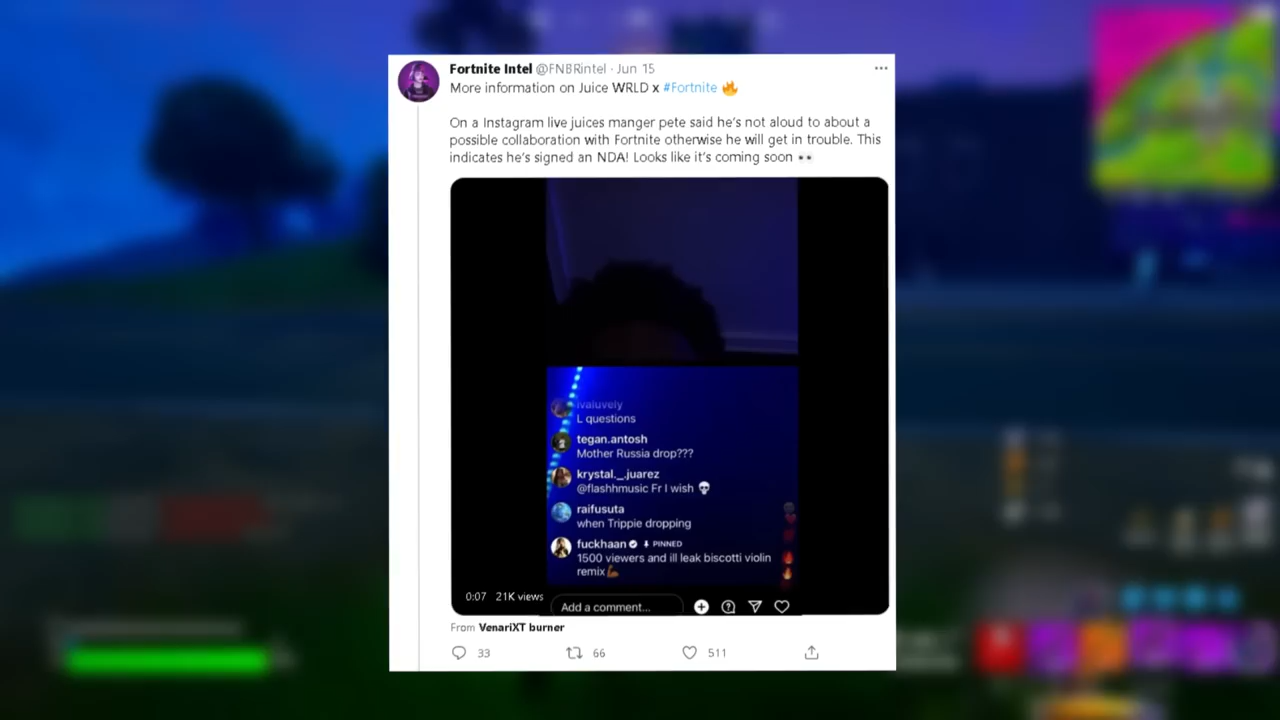 Fortnite Intel @FNBRintel · Jun 15
More information on Juice WRLD x #Fortnite 🔥
On a Instagram live juices manger pete said he's not aloud to about a
possible collaboration with Fortnite otherwise he will get in trouble. This
indicates he's signed an NDA! Looks like it's coming soon 👀
ivaluvely
L questions
tegan.antosh
Mother Russia drop???
krystal._.juarez
@flashhmusic Fr I wish 💀
raifusuta
when Trippie dropping
fuckhaan PINNED
1500 viewers and ill leak biscotti violin
remix💪
0:07 21K views
Add a comment...
From VenariXT burner
33 66 511